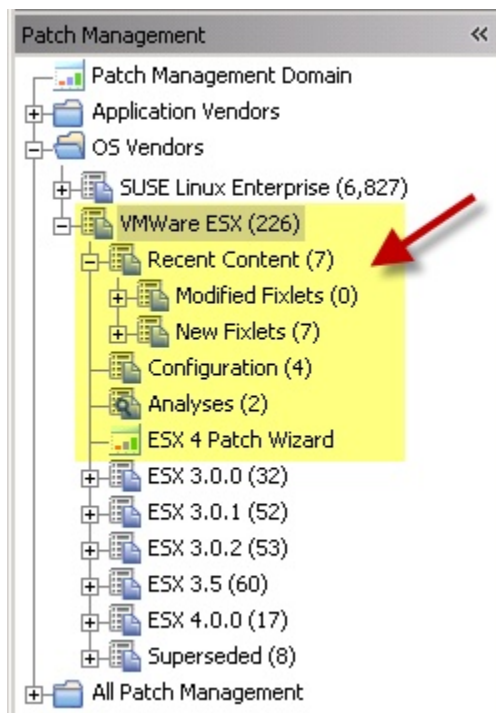 Patch Management «
Patch Management Domain
Application Vendors
OS Vendors
SUSE Linux Enterprise (6,827)
VMWare ESX (226)
Recent Content (7)
Modified Fixlets (0)
New Fixlets (7)
Configuration (4)
Analyses (2)
ESX 4 Patch Wizard
ESX 3.0.0 (32)
ESX 3.0.1 (52)
ESX 3.0.2 (53)
ESX 3.5 (60)
ESX 4.0.0 (17)
Superseded (8)
All Patch Management